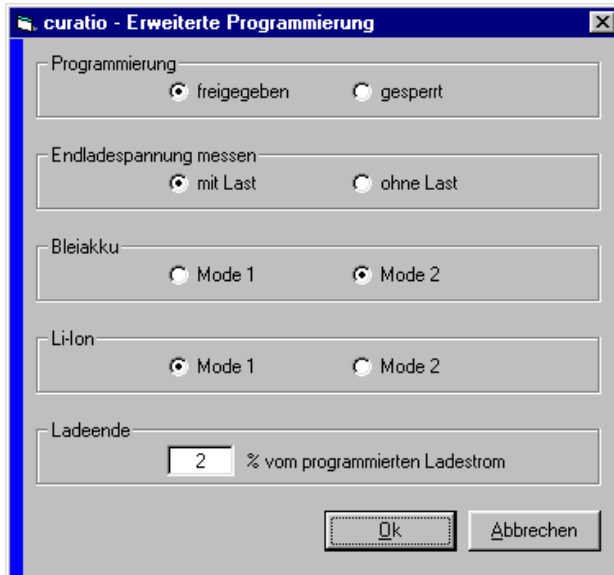 curatio - Erweiterte Programmierung
Programmierung
freigegeben gesperrt
Endladespannung messen
mit Last ohne Last
Bleiakku
Mode 1 Mode 2
Li-Ion
Mode 1 Mode 2
Ladeende
2 % vom programmierten Ladestrom
Ok Abbrechen